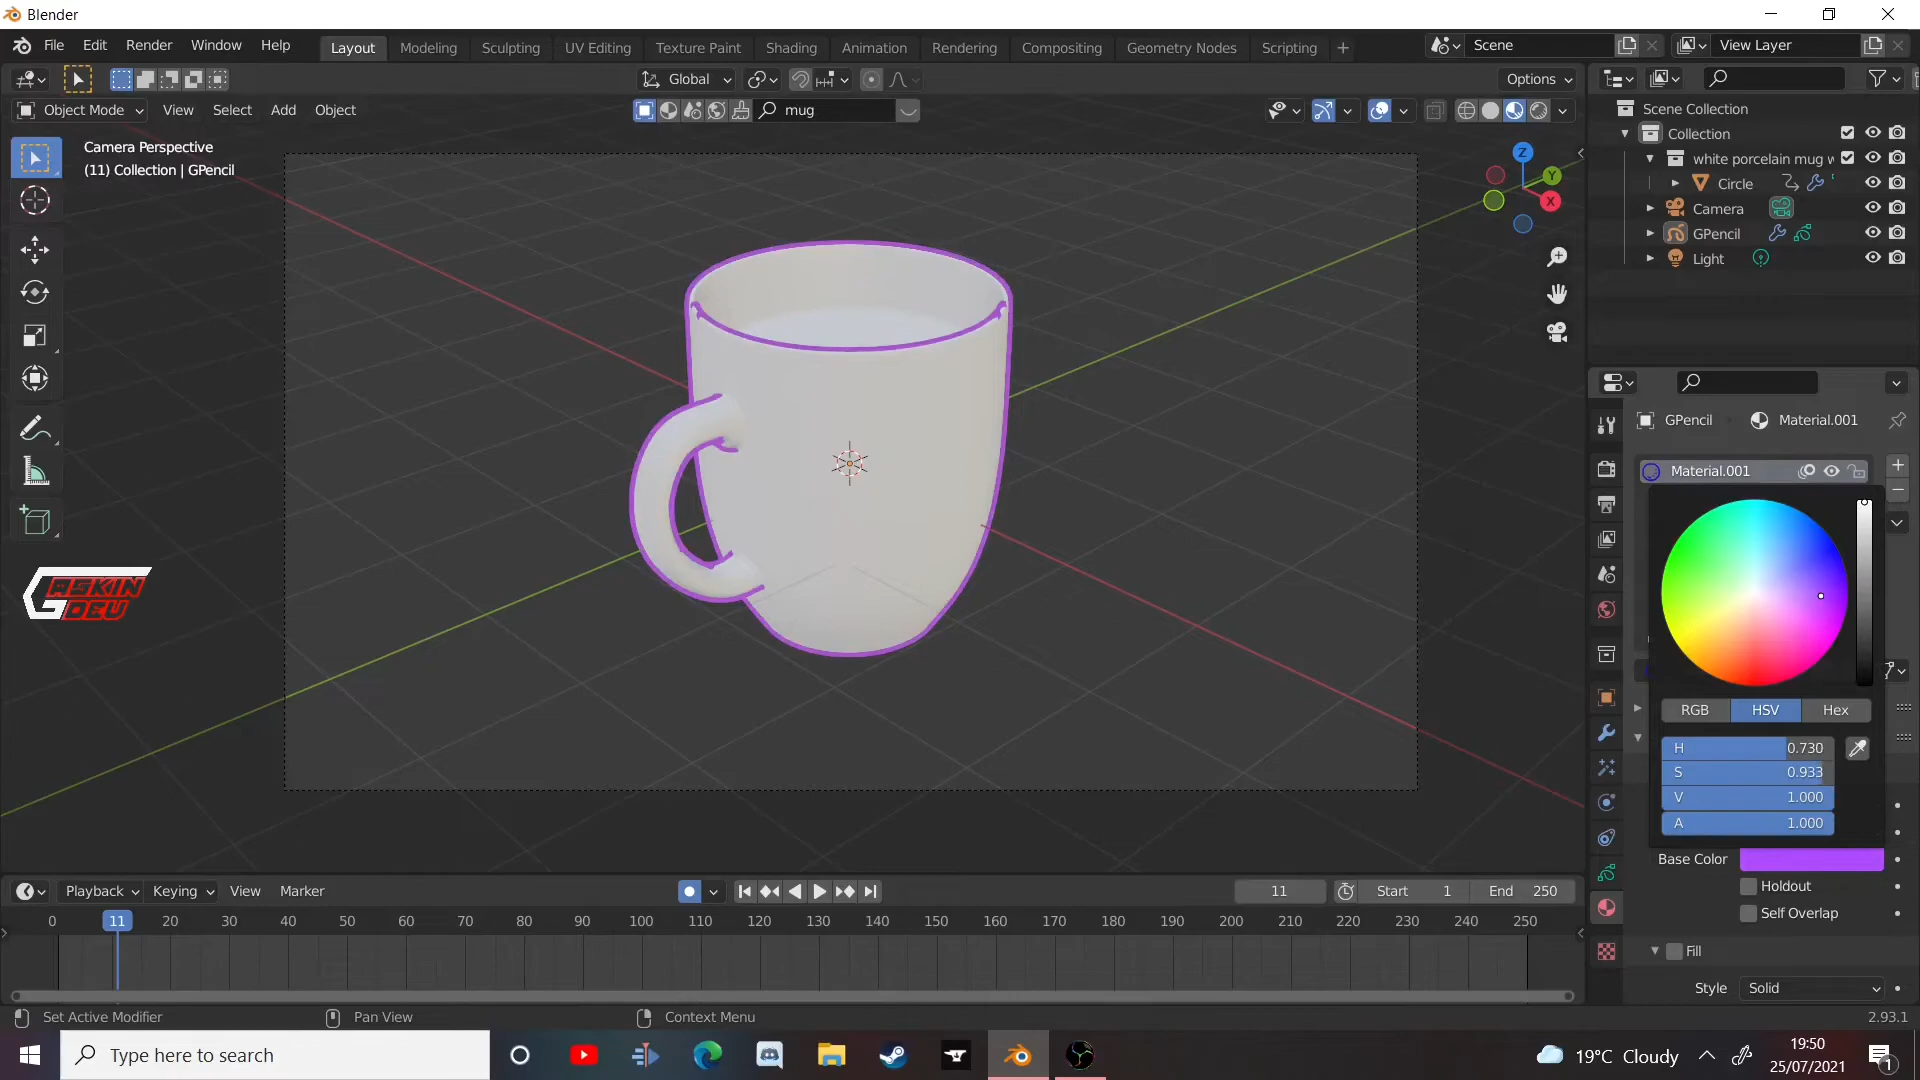 Blender
File Edit Render Window Help Layout Modeling Sculpting UV Editing Texture Paint Shading Animation Rendering Compositing Geometry Nodes Scripting + Scene View Layer
Global Options
Object Mode View Select Add Object mug
Camera Perspective
(11) Collection | GPencil
Z
Y
X
Scene Collection
Collection
white porcelain mug w
Circle
Camera
GPencil
Light
GPencil Material.001
Material.001
RGB HSV Hex
H 0.730
S 0.933
V 1.000
A 1.000
Base Color
Holdout
Self Overlap
Fill
Style Solid
GASKIN
DEV
Playback Keying View Marker 11 Start 1 End 250
0 11 20 30 40 50 60 70 80 90 100 110 120 130 140 150 160 170 180 190 200 210 220 230 240 250
Set Active Modifier Pan View Context Menu 2.93.1
Type here to search 19°C Cloudy 19:50
25/07/2021
1